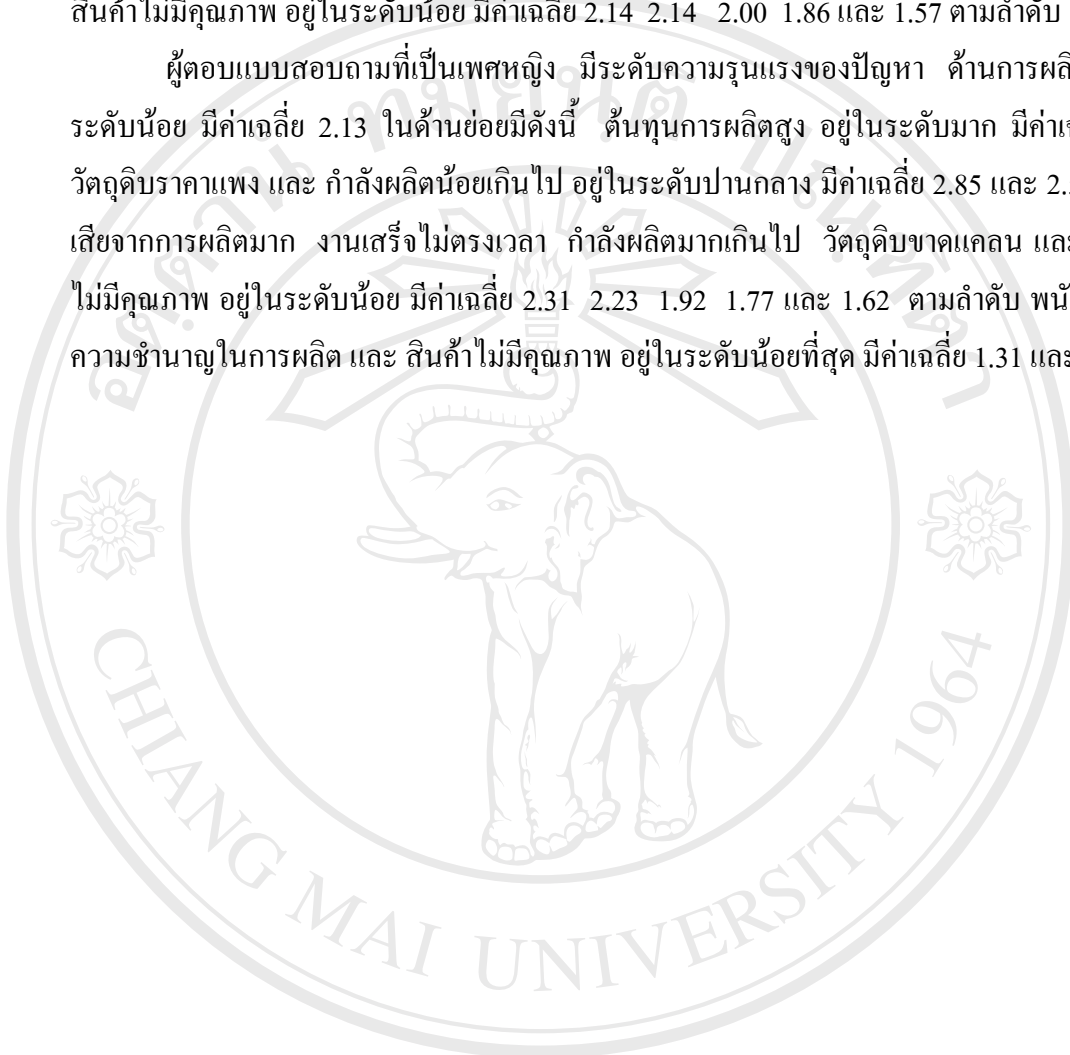 สินค้าไม่มีคุณภาพ อยู่ในระดับน้อย มีค่าเฉลี่ย 2.14 2.14 2.00 1.86 และ 1.57 ตามลำดับ
ผู้ตอบแบบสอบถามที่เป็นเพศหญิง มีระดับความรุนแรงของปัญหา ด้านการผลิ
ระดับน้อย มีค่าเฉลี่ย 2.13 ในด้านย่อยมีดังนี้ ต้นทุนการผลิตสูง อยู่ในระดับมาก มีค่าเ
วัตถุดิบราคาแพง และ กำลังผลิตน้อยเกินไป อยู่ในระดับปานกลาง มีค่าเฉลี่ย 2.85 และ 2.
เสียจากการผลิตมาก งานเสร็จไม่ตรงเวลา กำลังผลิตมากเกินไป วัตถุดิบขาดแคลน และ
ไม่มีคุณภาพ อยู่ในระดับน้อย มีค่าเฉลี่ย 2.31 2.23 1.92 1.77 และ 1.62 ตามลำดับ พนั
ความชำนาญในการผลิต และ สินค้าไม่มีคุณภาพ อยู่ในระดับน้อยที่สุด มีค่าเฉลี่ย 1.31 และ
CHIANG MAI UNIVERSITY 1964